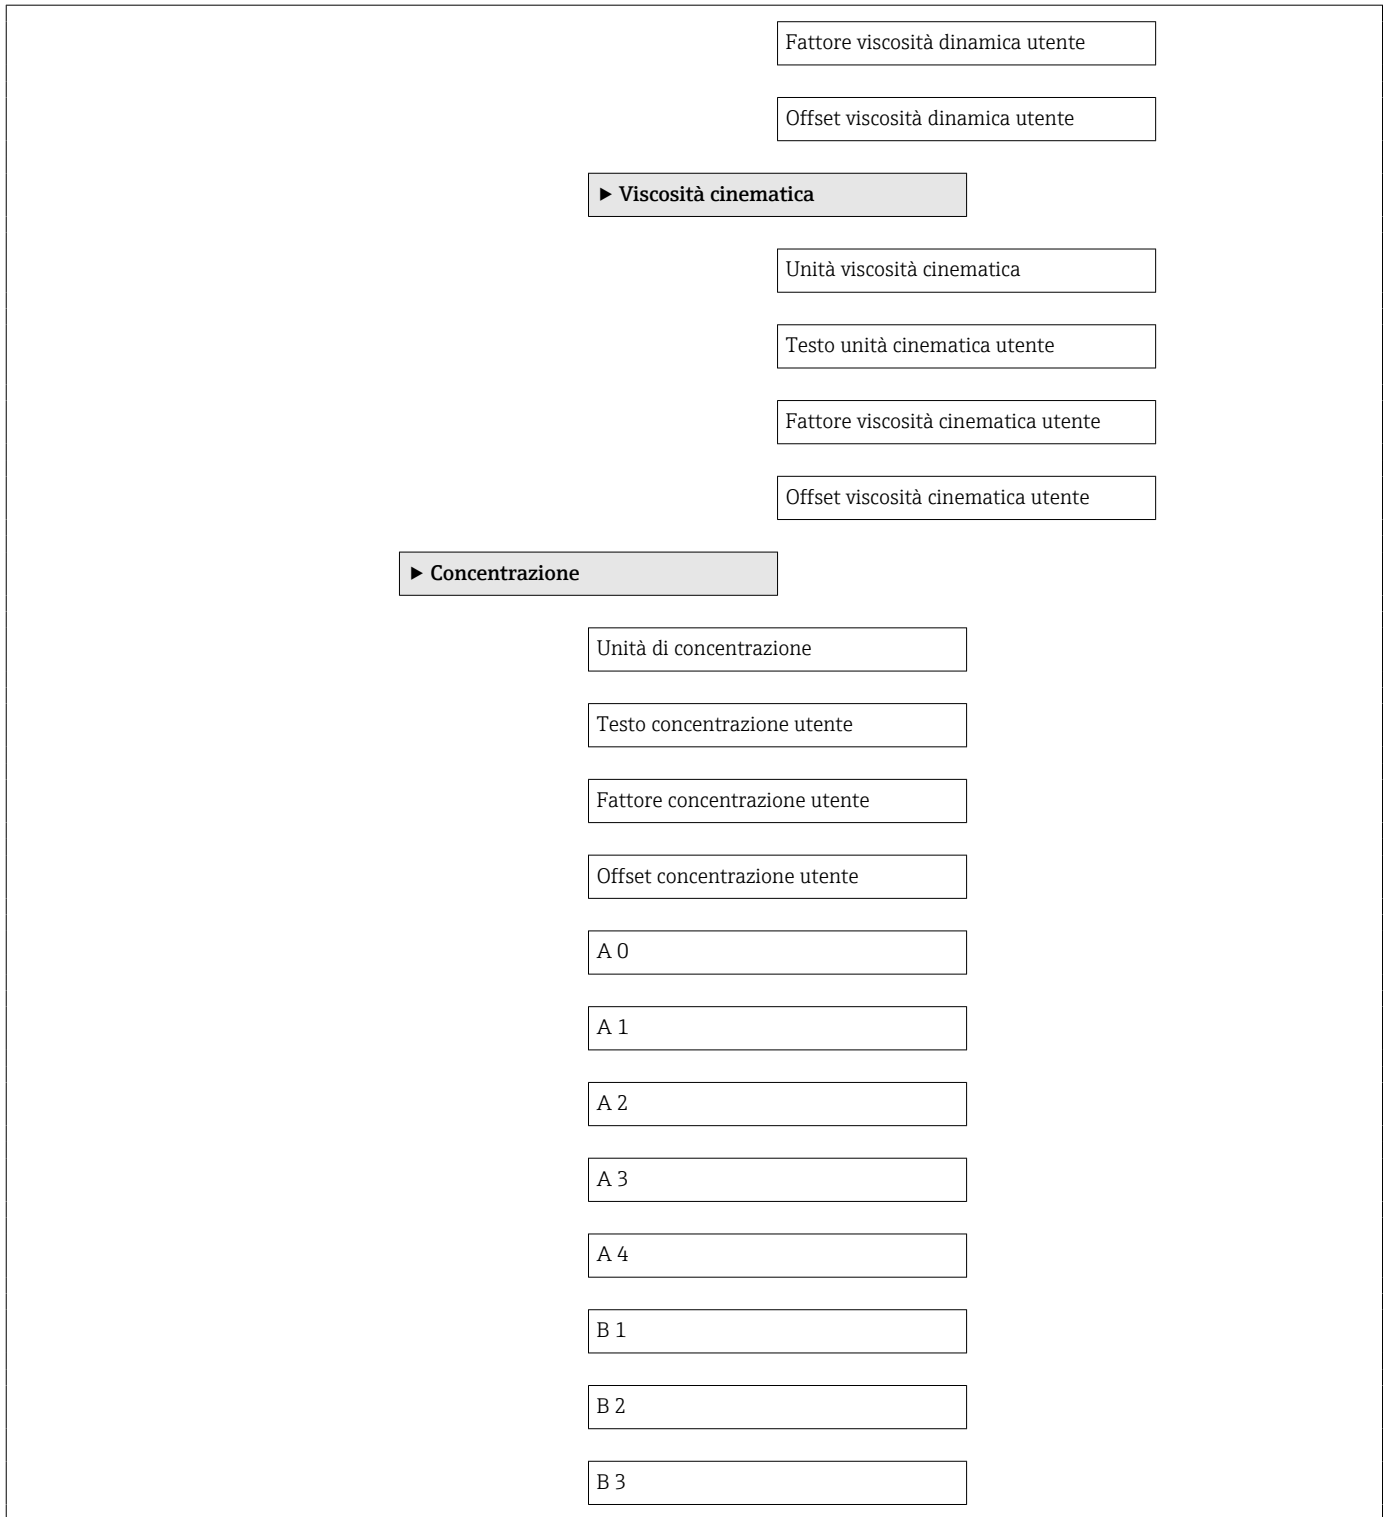 Fattore viscosità dinamica utente
Offset viscosità dinamica utente
▶ Viscosità cinematica
Unità viscosità cinematica
Testo unità cinematica utente
Fattore viscosità cinematica utente
Offset viscosità cinematica utente
▶ Concentrazione
Unità di concentrazione
Testo concentrazione utente
Fattore concentrazione utente
Offset concentrazione utente
A 0
A 1
A 2
A 3
A 4
B 1
B 2
B 3